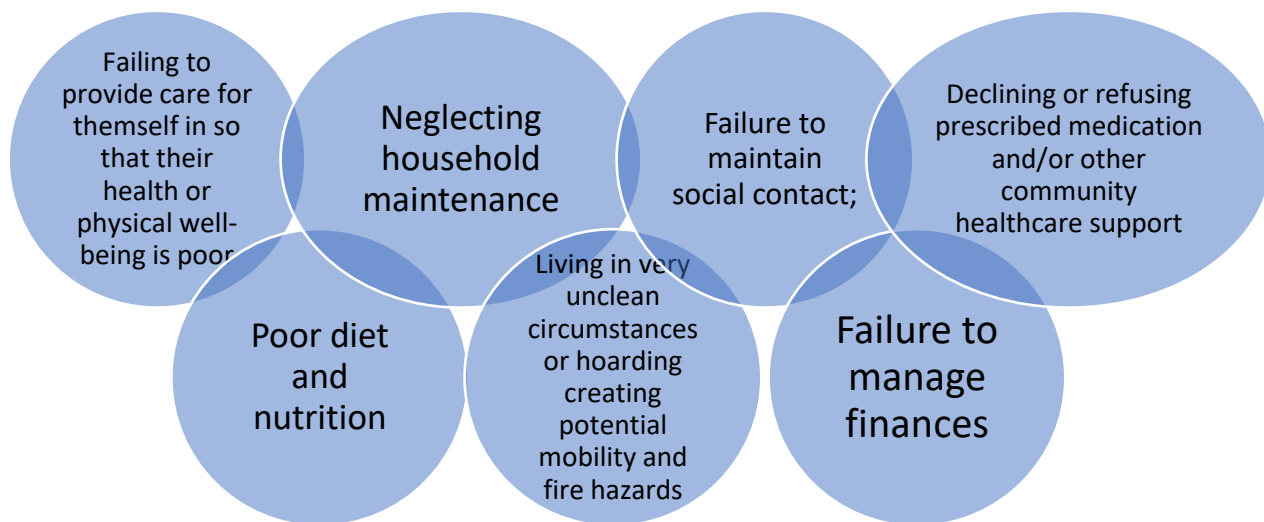 Failing to
provide care for
themself in so
that their
health or
physical well-
being is poor
Neglecting
household
maintenance
Failure to
maintain
social contact;
Declining or refusing
prescribed medication
and/or other
community
healthcare support
Poor diet
and
nutrition
Living in very
unclean
circumstances
or hoarding
creating
potential
mobility and
fire hazards
Failure to
manage
finances